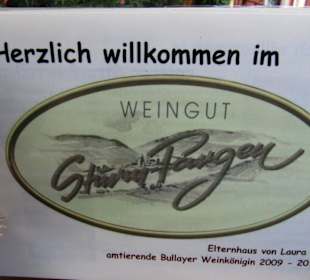 Herzlich willkommen im
WEINGUT
Elternhaus von Laura
amtierende Bullayer Weinkönigin 2009 - 20